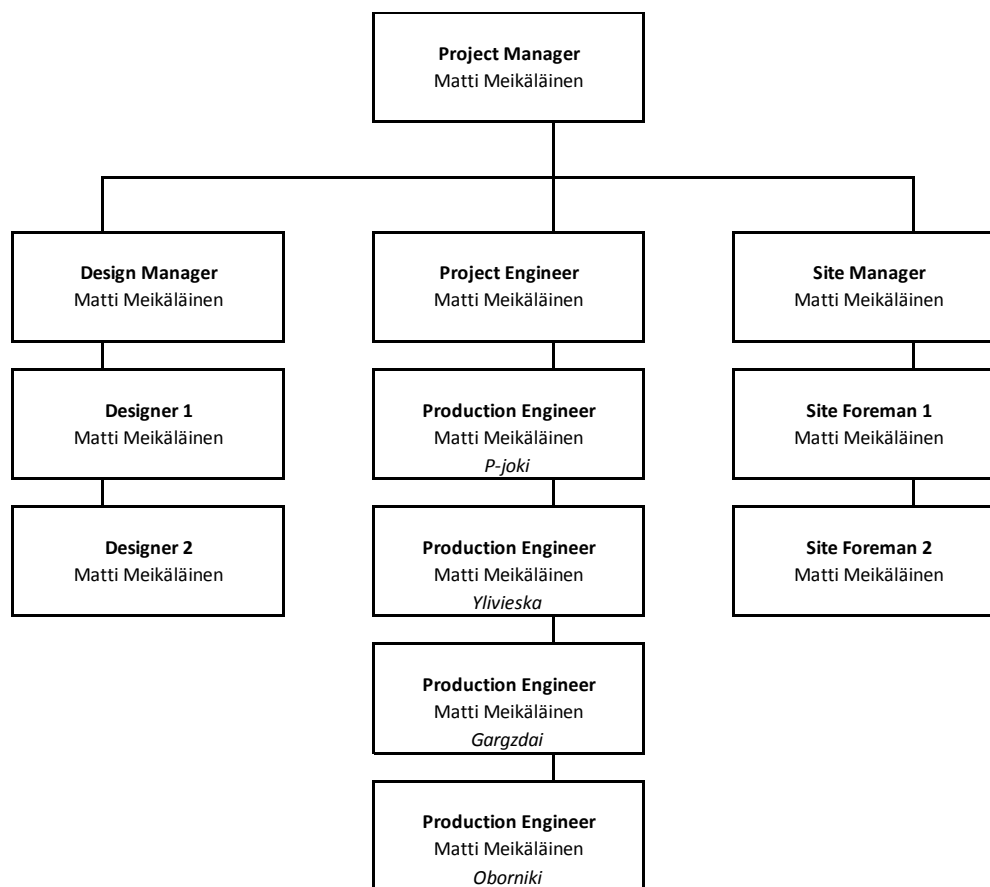 Project Manager
Matti Meikäläinen
Design Manager
Matti Meikäläinen
Project Engineer
Matti Meikäläinen
Site Manager
Matti Meikäläinen
Designer 1
Matti Meikäläinen
Production Engineer
Matti Meikäläinen
P-joki
Site Foreman 1
Matti Meikäläinen
Designer 2
Matti Meikäläinen
Production Engineer
Matti Meikäläinen
Ylivieska
Site Foreman 2
Matti Meikäläinen
Production Engineer
Matti Meikäläinen
Gargzdai
Production Engineer
Matti Meikäläinen
Oborniki